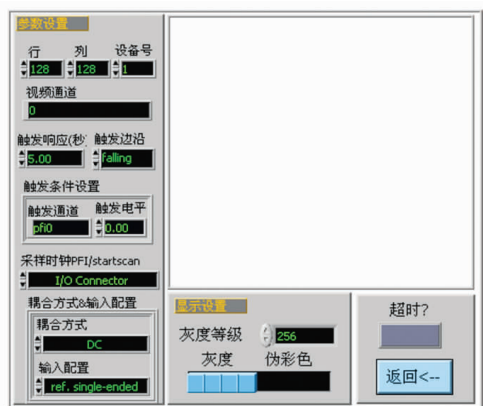 参数设置
行 列 设备号
128 128 1
视频通道
0
触发响应(秒) 触发边沿
5.00 falling
触发条件设置
触发通道 触发电平
pfi0 0.00
采样时钟PFI/startscan
I/O Connector
耦合方式&输入配置
耦合方式
DC
输入配置
ref. single-ended
显示设置
灰度等级 256
灰度 伪彩色
超时?
返回<--